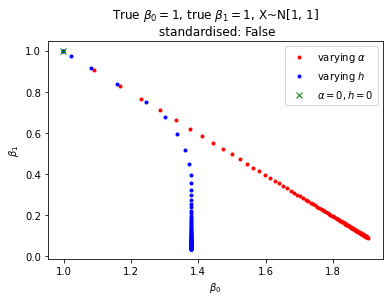 True β₀ = 1, true β₁ = 1, X~N[1, 1]
standardised: False
varying α
varying h
α = 0, h = 0
1.0
0.8
0.6
0.4
0.2
0.0
β₁
1.0 1.2 1.4 1.6 1.8
β₀